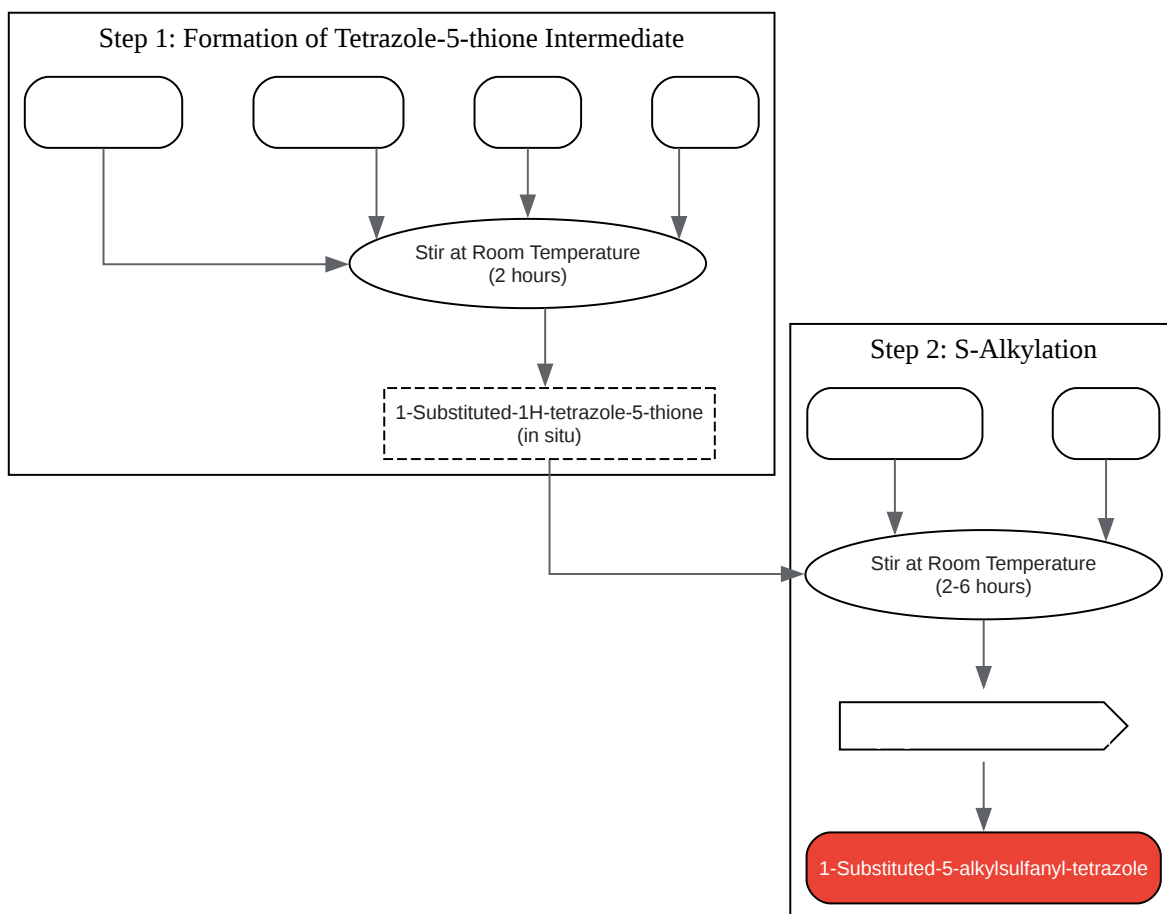 Step 1: Formation of Tetrazole-5-thione Intermediate
Stir at Room Temperature
(2 hours)
1-Substituted-1H-tetrazole-5-thione
(in situ)
Step 2: S-Alkylation
Stir at Room Temperature
(2-6 hours)
1-Substituted-5-alkylsulfanyl-tetrazole